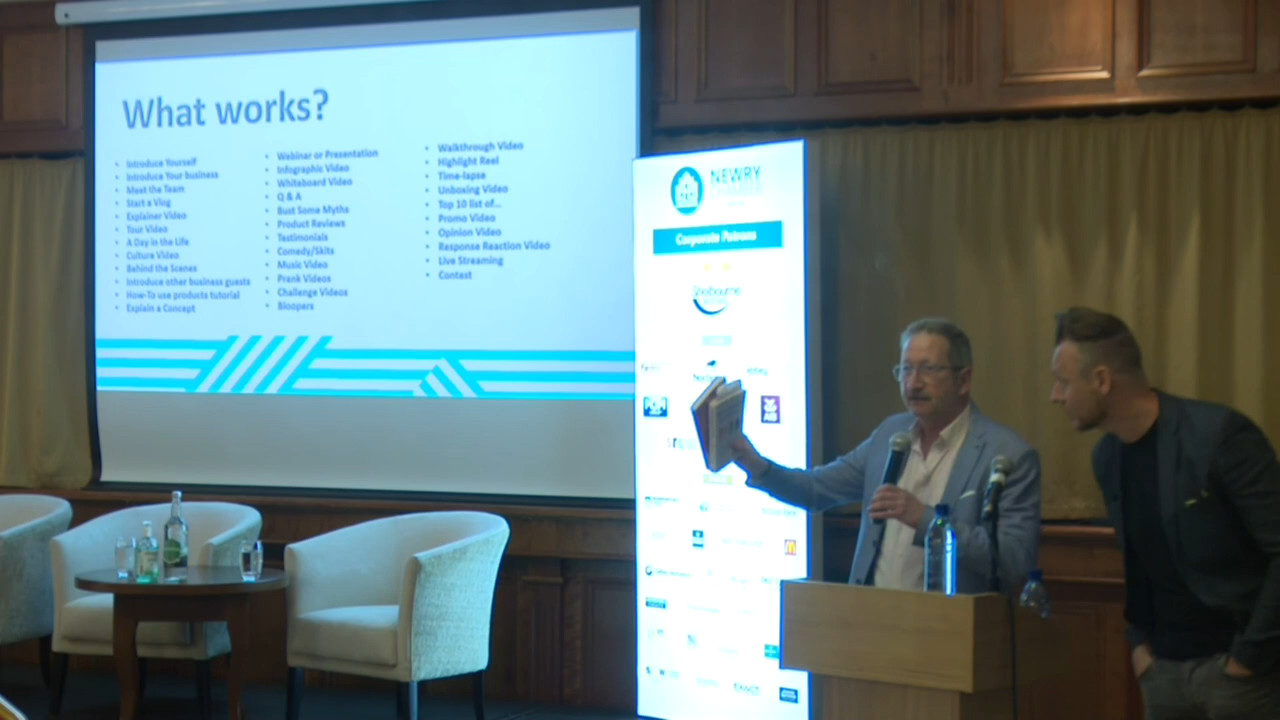 What works?
Introduce Yourself
Introduce Your business
Meet the Team
Start a Vlog
Explainer Video
Tour Video
A Day in the Life
Culture Video
Behind the Scenes
Introduce other business guests
How-To use products tutorial
Explain a Concept
Webinar or Presentation
Infographic Video
Whiteboard Video
Q & A
Bust Some Myths
Product Reviews
Testimonials
Comedy/Skits
Music Video
Prank Videos
Challenge Videos
Bloopers
Walkthrough Video
Highlight Reel
Time-lapse
Unboxing Video
Top 10 list of...
Promo Video
Opinion Video
Response Reaction Video
Live Streaming
Contest
NEWRY
Corporate Patrons
Shelbourne